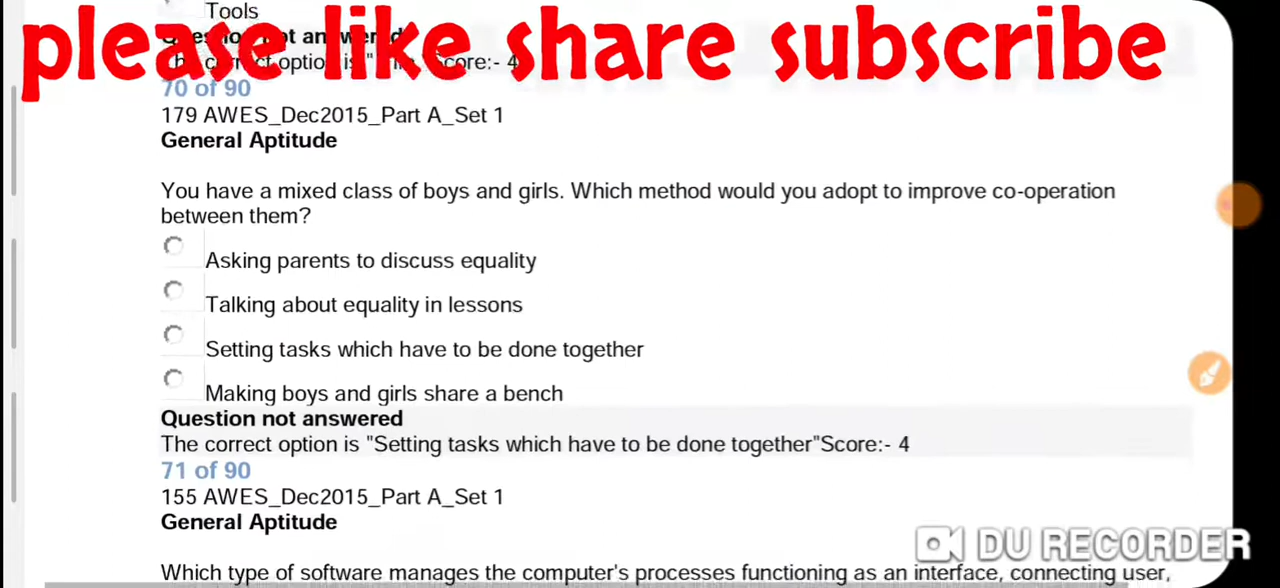 Tools
please like share subscribe
70 of 90
179 AWES_Dec2015_Part A_Set 1
General Aptitude
You have a mixed class of boys and girls. Which method would you adopt to improve co-operation
between them?
Asking parents to discuss equality
Talking about equality in lessons
Setting tasks which have to be done together
Making boys and girls share a bench
Question not answered
The correct option is "Setting tasks which have to be done together"Score:- 4
71 of 90
155 AWES_Dec2015_Part A_Set 1
General Aptitude
DU RECORDER
Which type of software manages the computer's processes functioning as an interface, connecting user,